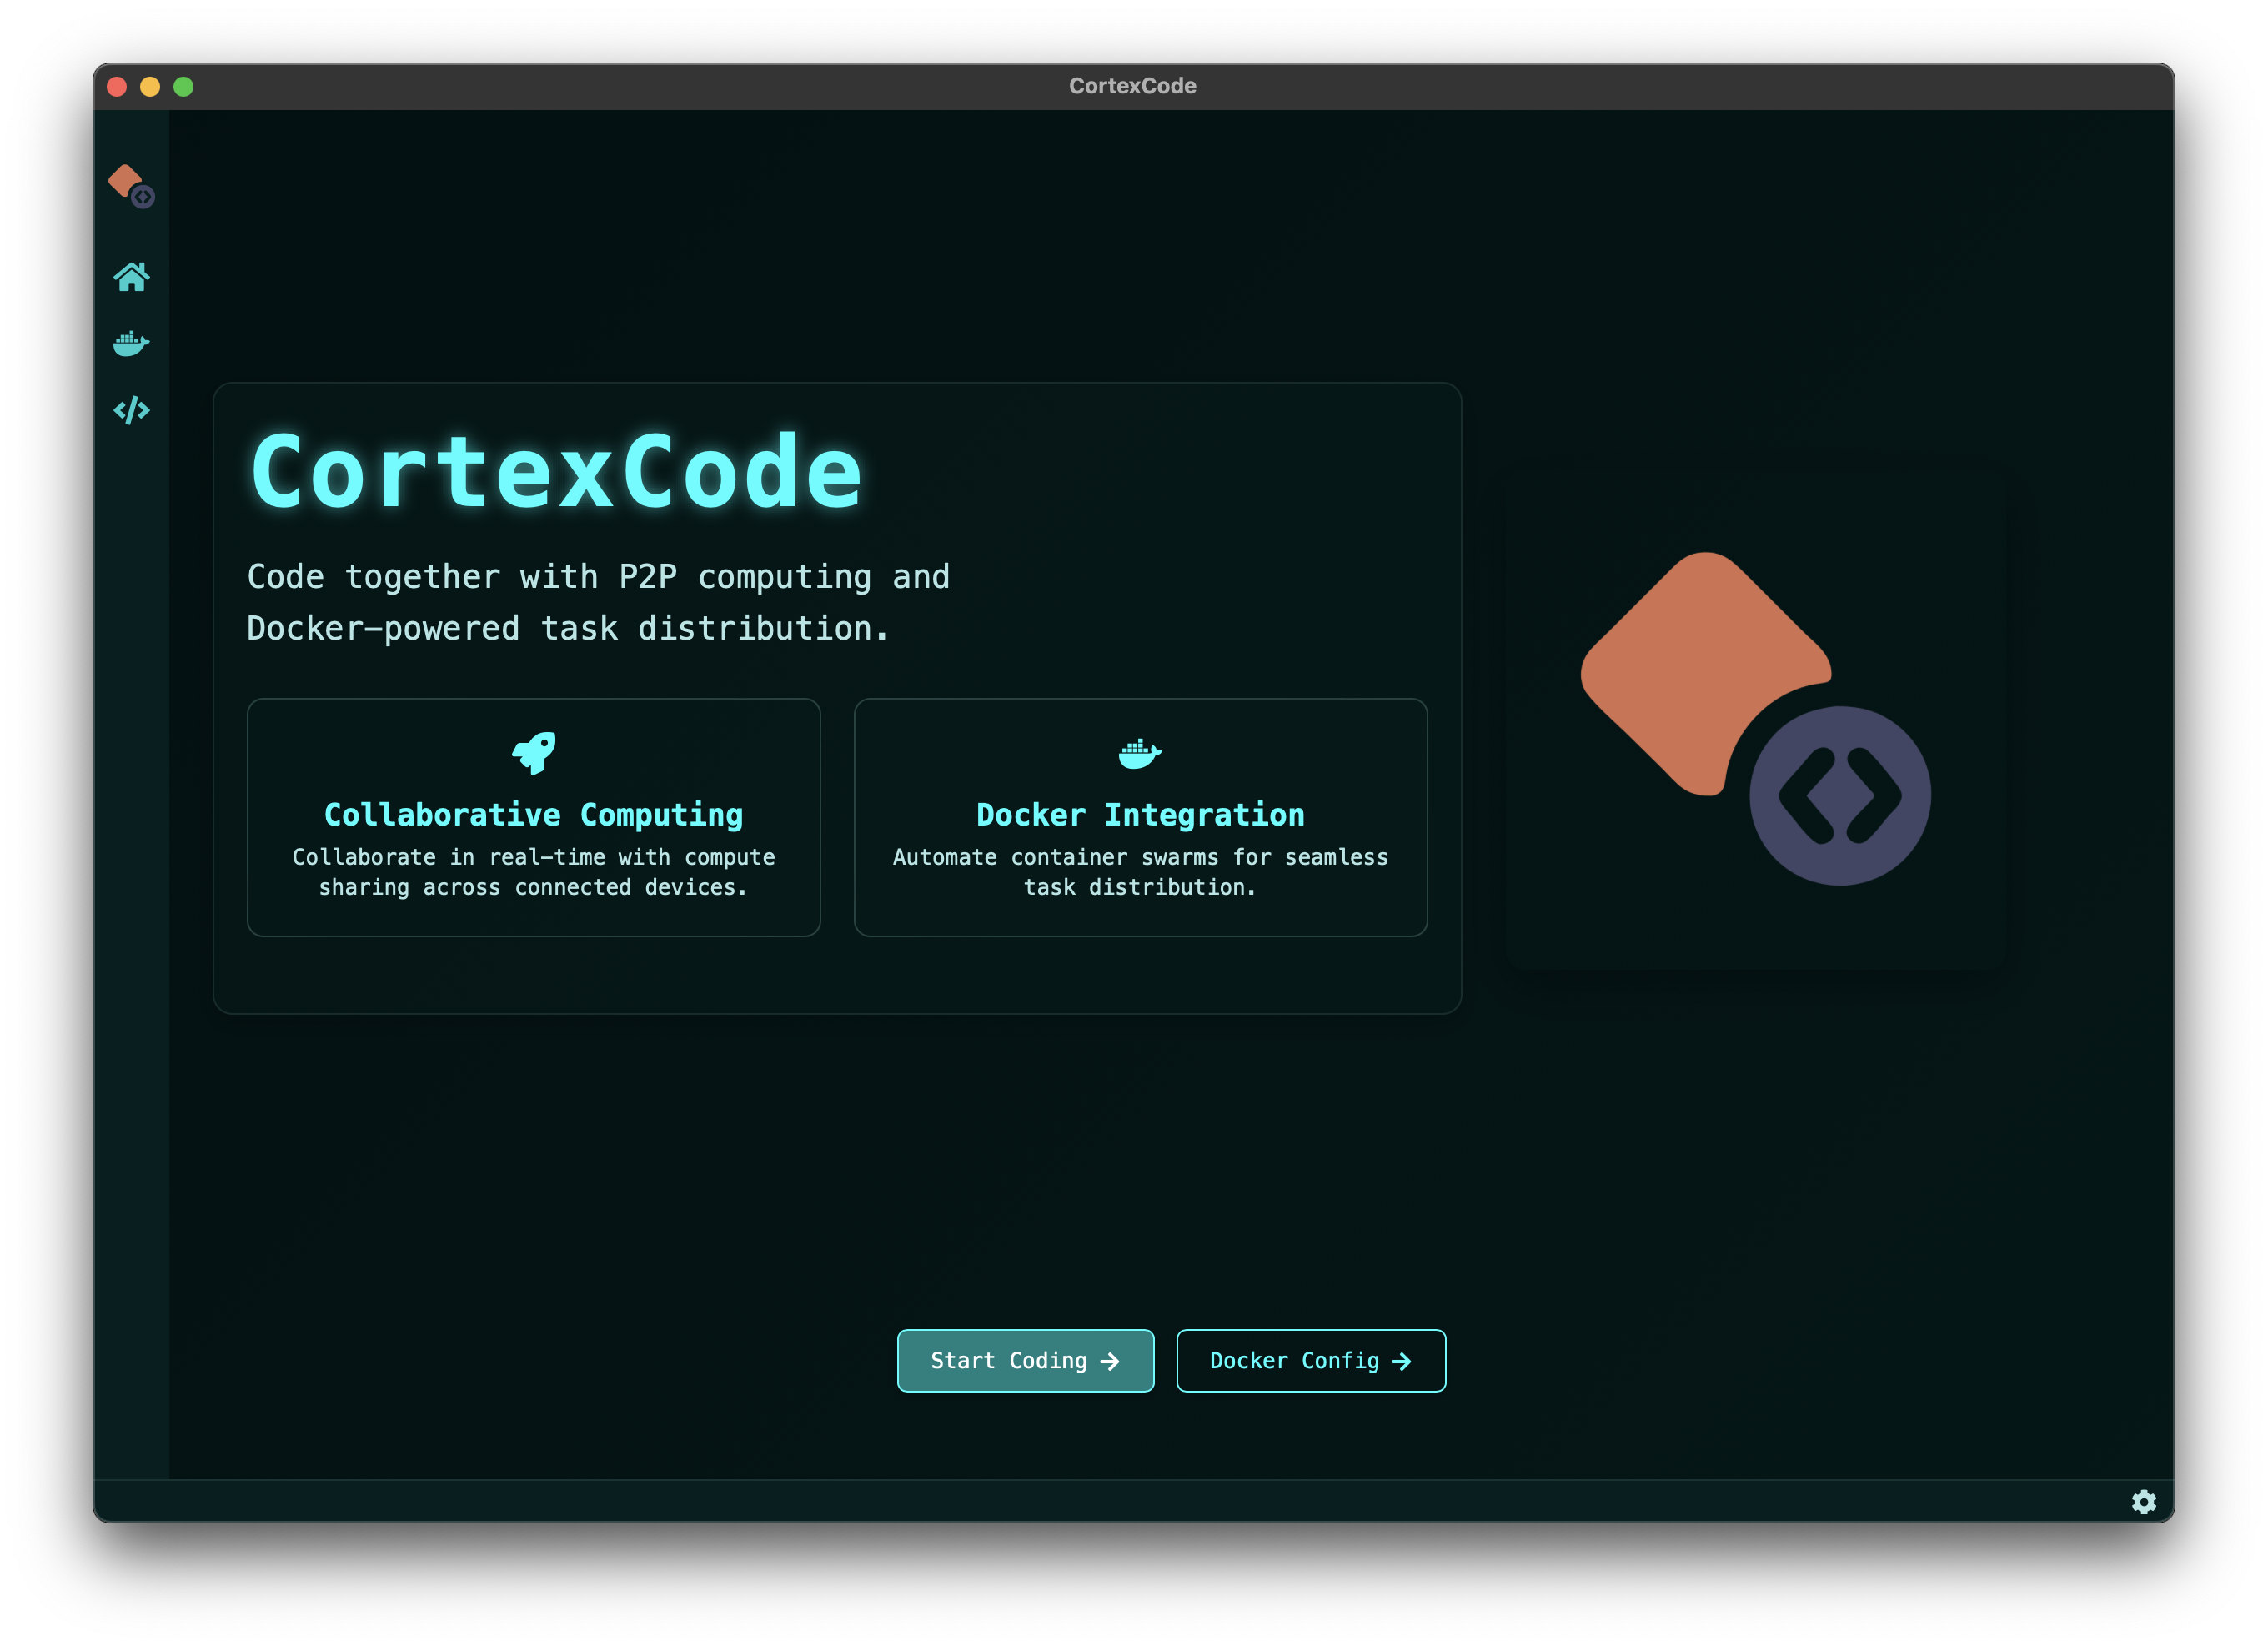 CortexCode
CortexCode
Code together with P2P computing and
Docker-powered task distribution.
Collaborative Computing
Collaborate in real-time with compute
sharing across connected devices.
Docker Integration
Automate container swarms for seamless
task distribution.
Start Coding →
Docker Config →